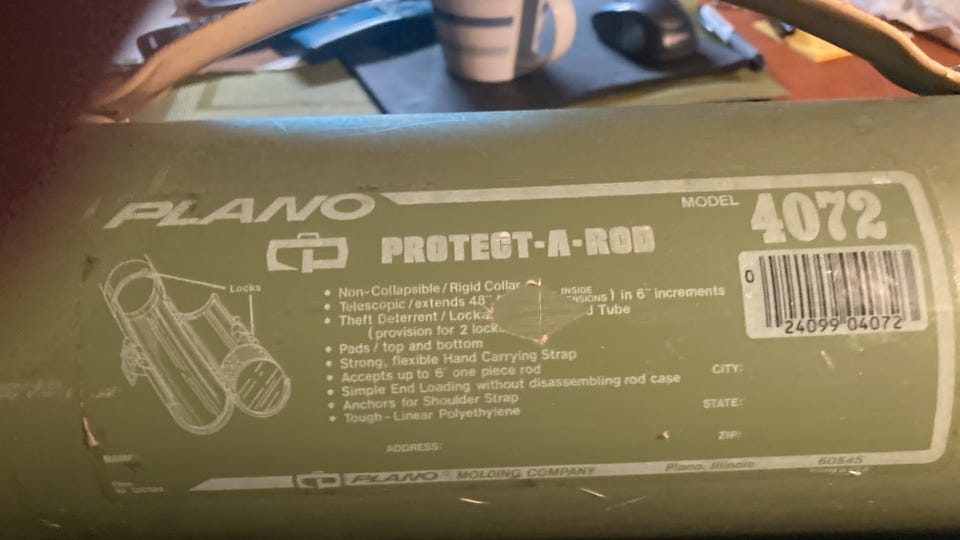 PLANO
MODEL 4072
PROTECT-A-ROD
Locks
0
24099 04072
• Non-Collapsible/Rigid Collar
• Telescopic/extends 48" INSIDE ) in 6" increments
• Theft Deterrent/ Tube
(provision for 2
• Pads/top and bottom
• Strong, flexible Hand Carrying Strap
• Accepts up to 6' one piece rod
• Simple End Loading without disassembling rod case
• Anchors for Shoulder Strap
• Tough-Linear Polyethylene
CITY:
STATE:
ZIP:
ADDRESS:
NAME
PLANO® MOLDING COMPANY Plano, Illinois 60545